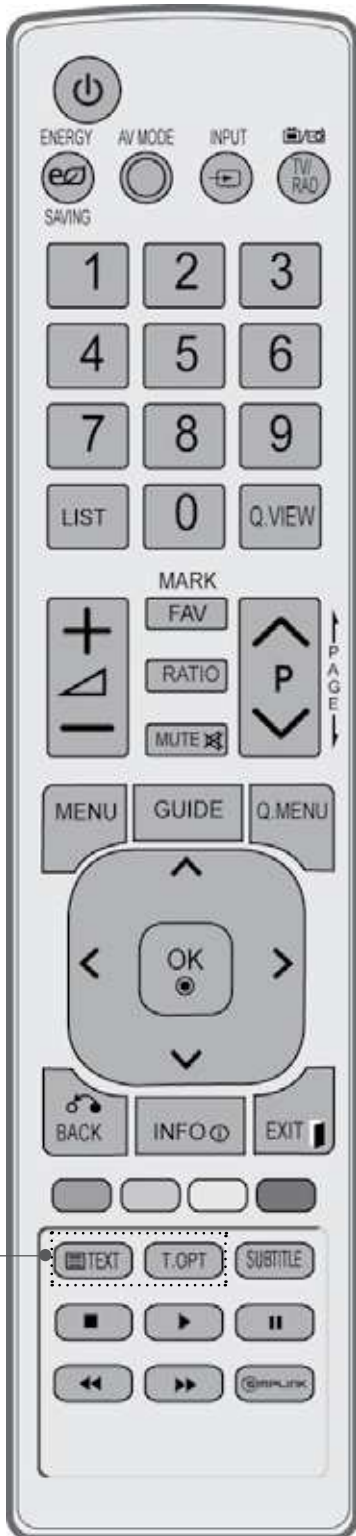 ENERGY AV MODE INPUT
TV/
RAD
SAVING
1 2 3
4 5 6
7 8 9
LIST 0 Q.VIEW
MARK
FAV
RATIO
P
PAGE
MUTE
MENU GUIDE Q.MENU
OK
BACK INFO EXIT
TEXT T.OPT SUBTITLE
SIMPLINK